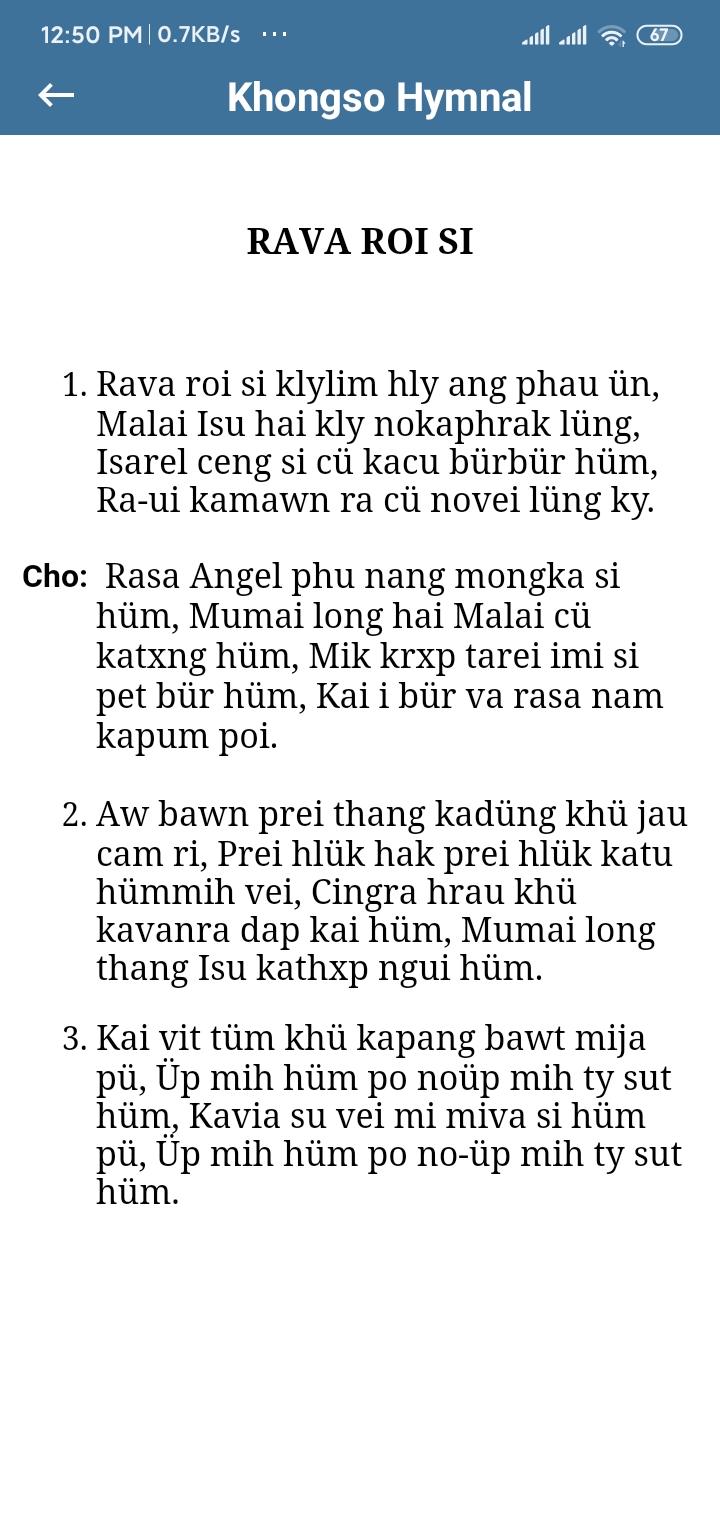 12:50 PM | 0.7KB/s ... 67
Khongso Hymnal
RAVA ROI SI
1. Rava roi si klylim hly ang phau ün,
Malai Isu hai kly nokaphrak lüng,
Isarel ceng si cü kacu bürbür hüm,
Ra-ui kamawn ra cü novei lüng ky.
Cho: Rasa Angel phu nang mongka si
hüm, Mumai long hai Malai cü
katxng hüm, Mik krxp tarei imi si
pet bür hüm, Kai i bür va rasa nam
kapum poi.
2. Aw bawn prei thang kadüng khü jau
cam ri, Prei hlük hak prei hlük katu
hümmih vei, Cingra hrau khü
kavanra dap kai hüm, Mumai long
thang Isu kathxp ngui hüm.
3. Kai vit tüm khü kapang bawt mija
pü, Üp mih hüm po noüp mih ty sut
hüm, Kavia su vei mi miva si hüm
pü, Üp mih hüm po no-üp mih ty sut
hüm.